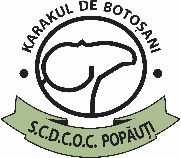 KARAKUL DE BOTOȘANI
S.C.D.C.O.C. POPĂUȚI